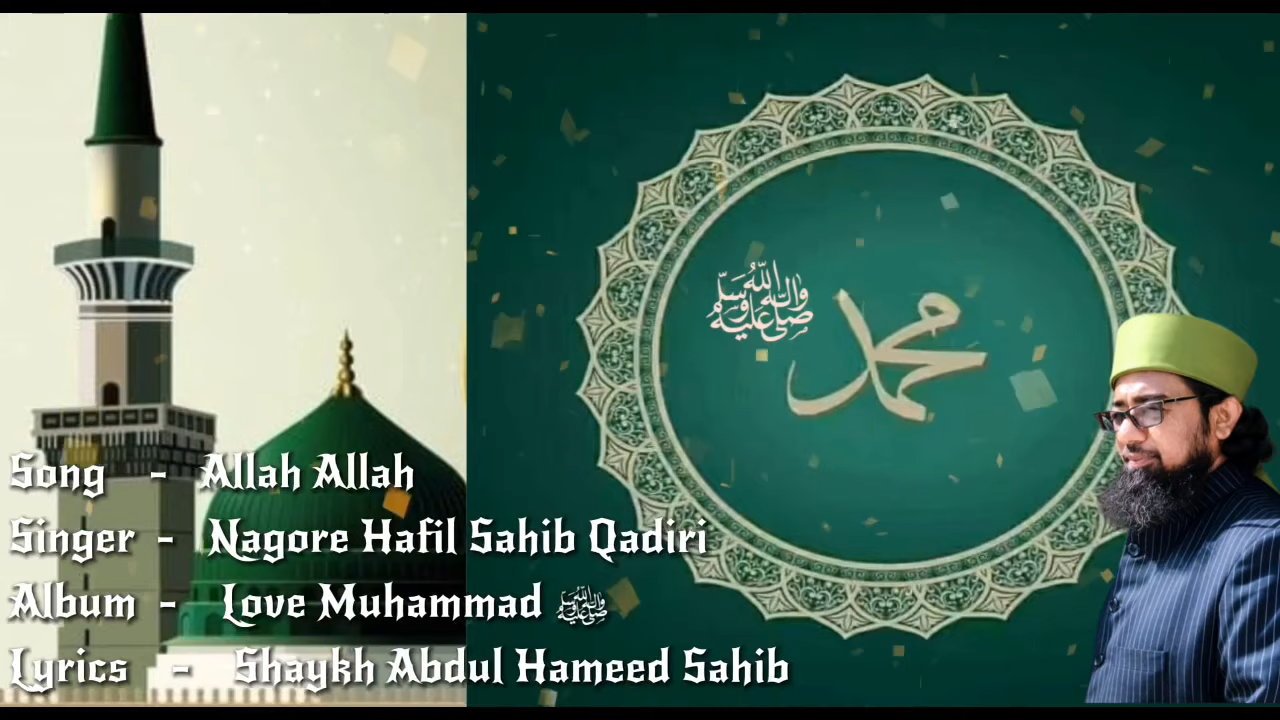 صلى الله عليه وآله وسلم
محمد
Song - Allah Allah
Singer - Nagore Hafil Sahib Qadiri
Album - Love Muhammad ﷺ
Lyrics - Shaykh Abdul Hameed Sahib